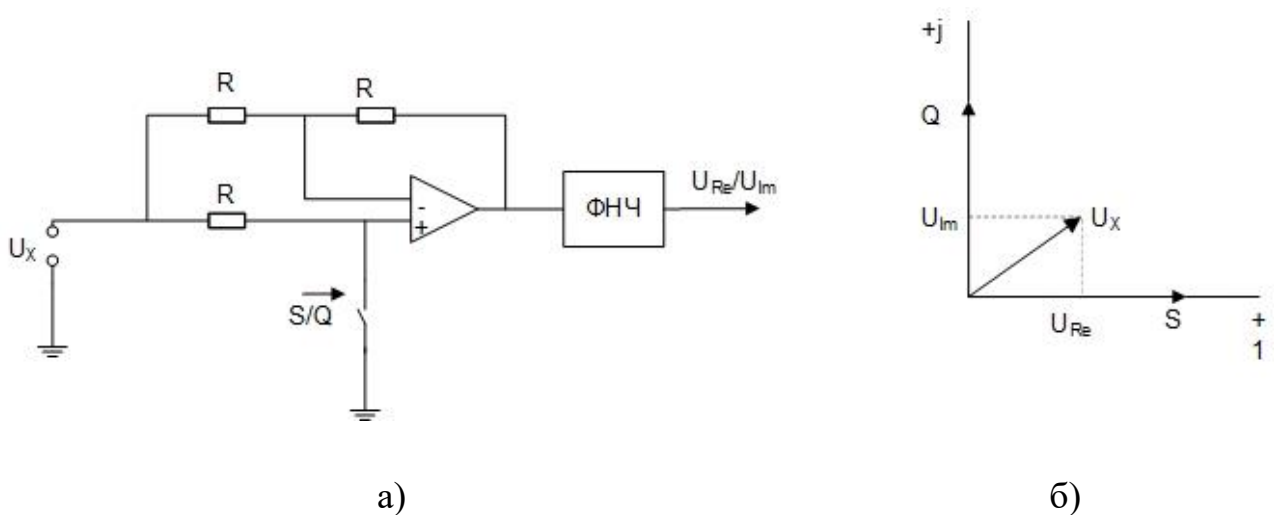 R
R
R
-
+
U_X
S/Q
ФНЧ
U_Re/U_Im
+j
Q
U_Im
U_X
U_Re
S
+
1
а)
б)